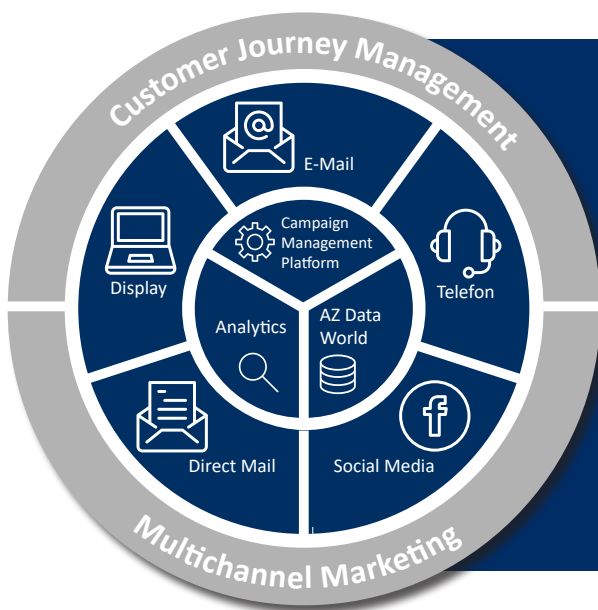 Customer Journey Management
E-Mail
Campaign
Management
Platform
Display
Telefon
Analytics
AZ Data
World
Direct Mail
Social Media
Multichannel Marketing